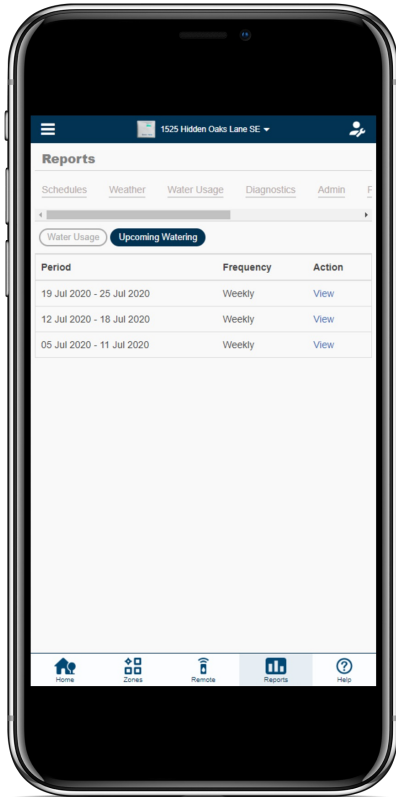 1525 Hidden Oaks Lane SE
Reports
Schedules Weather Water Usage Diagnostics Admin F
Water Usage Upcoming Watering
Period Frequency Action
19 Jul 2020 - 25 Jul 2020 Weekly View
12 Jul 2020 - 18 Jul 2020 Weekly View
05 Jul 2020 - 11 Jul 2020 Weekly View
Home Zones Remote Reports Help